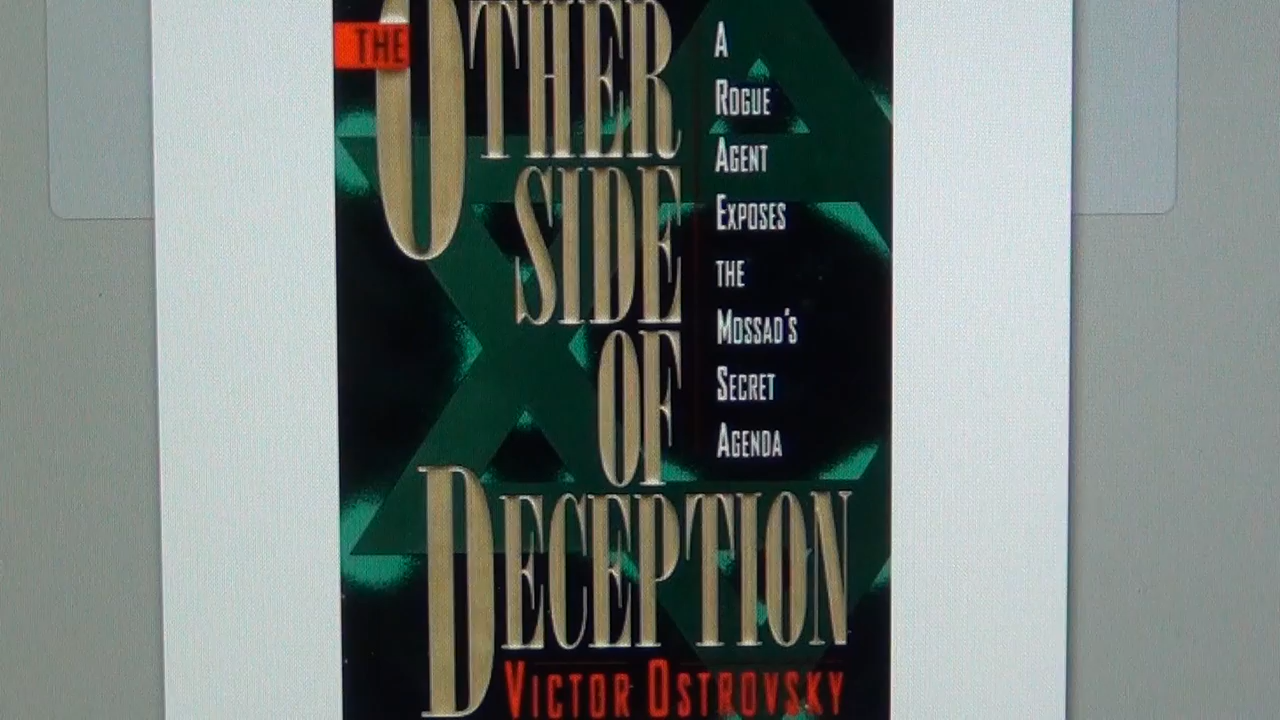 THE
OTHER
SIDE
OF
DECEPTION
A
ROGUE
AGENT
EXPOSES
THE
MOSSAD'S
SECRET
AGENDA
VICTOR OSTROVSKY